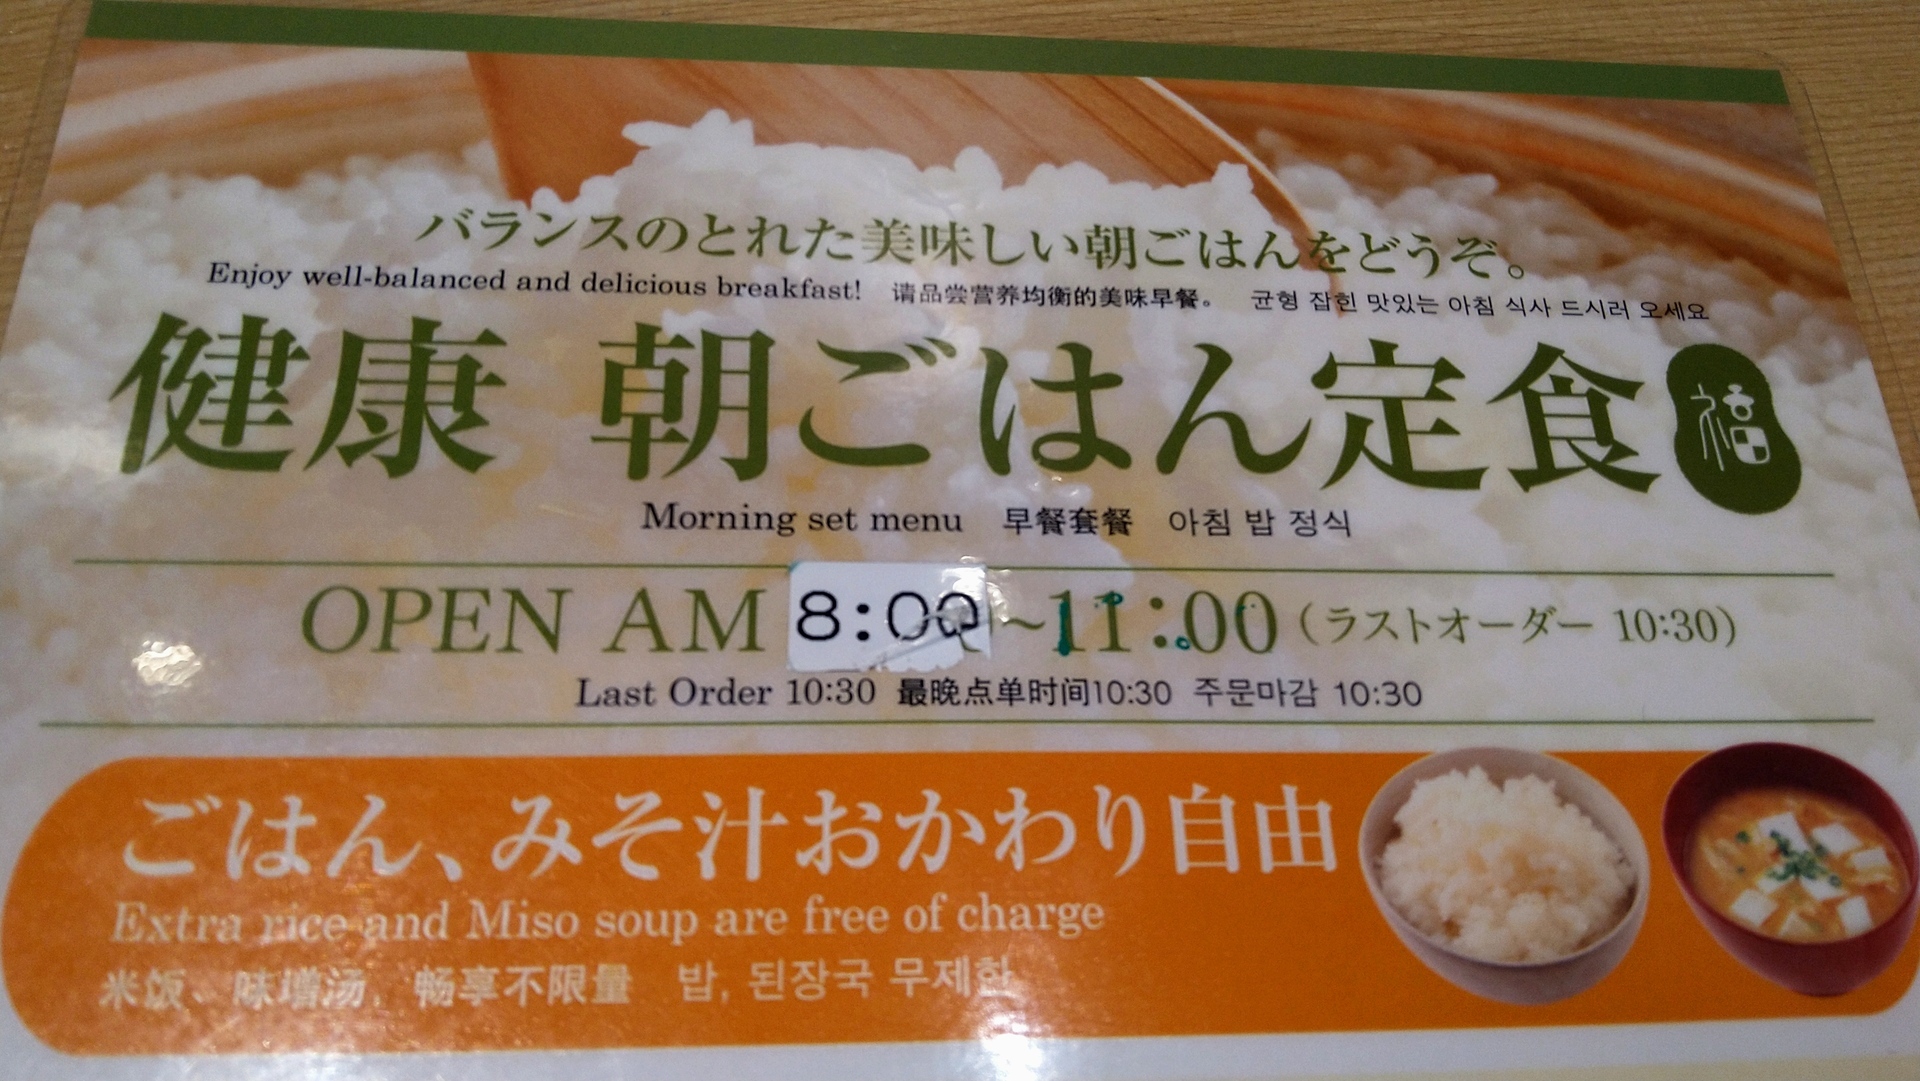 バランスのとれた美味しい朝ごはんをどうぞ。
Enjoy well-balanced and delicious breakfast! 请品尝营养均衡的美味早餐。 균형 잡힌 맛있는 아침 식사 드시러 오세요
健康 朝ごはん定食 福
Morning set menu 早餐套餐 아침 밥 정식
OPEN AM 8:00~11:00(ラストオーダー 10:30)
Last Order 10:30 最晚点单时间10:30 주문마감 10:30
ごはん、みそ汁おかわり自由
Extra rice and Miso soup are free of charge
米饭、味增汤, 畅享不限量 밥, 된장국 무제한